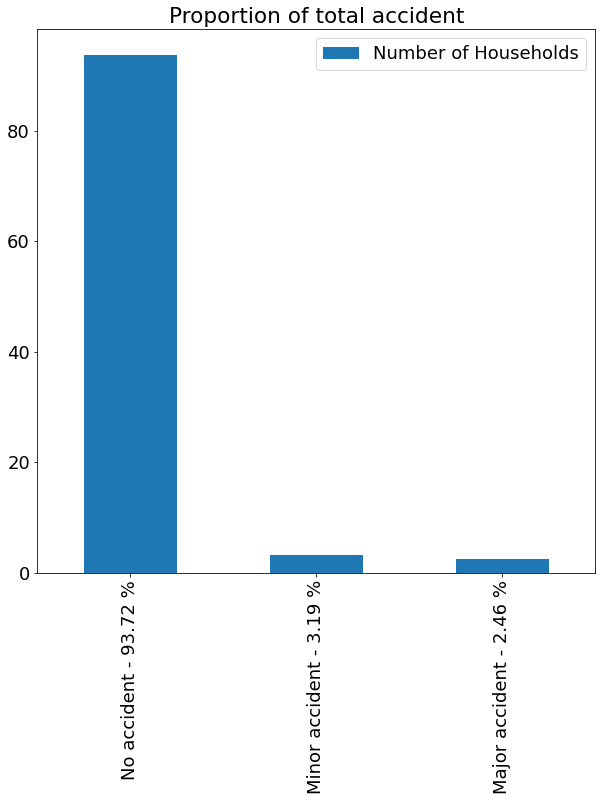 Proportion of total accident
Number of Households
80
60
40
20
0
No accident - 93.72 %
Minor accident - 3.19 %
Major accident - 2.46 %